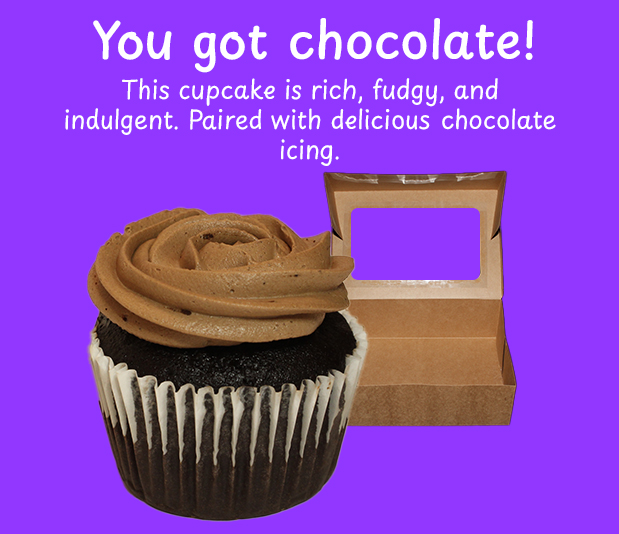 You got chocolate!
This cupcake is rich, fudgy, and
indulgent. Paired with delicious chocolate
icing.